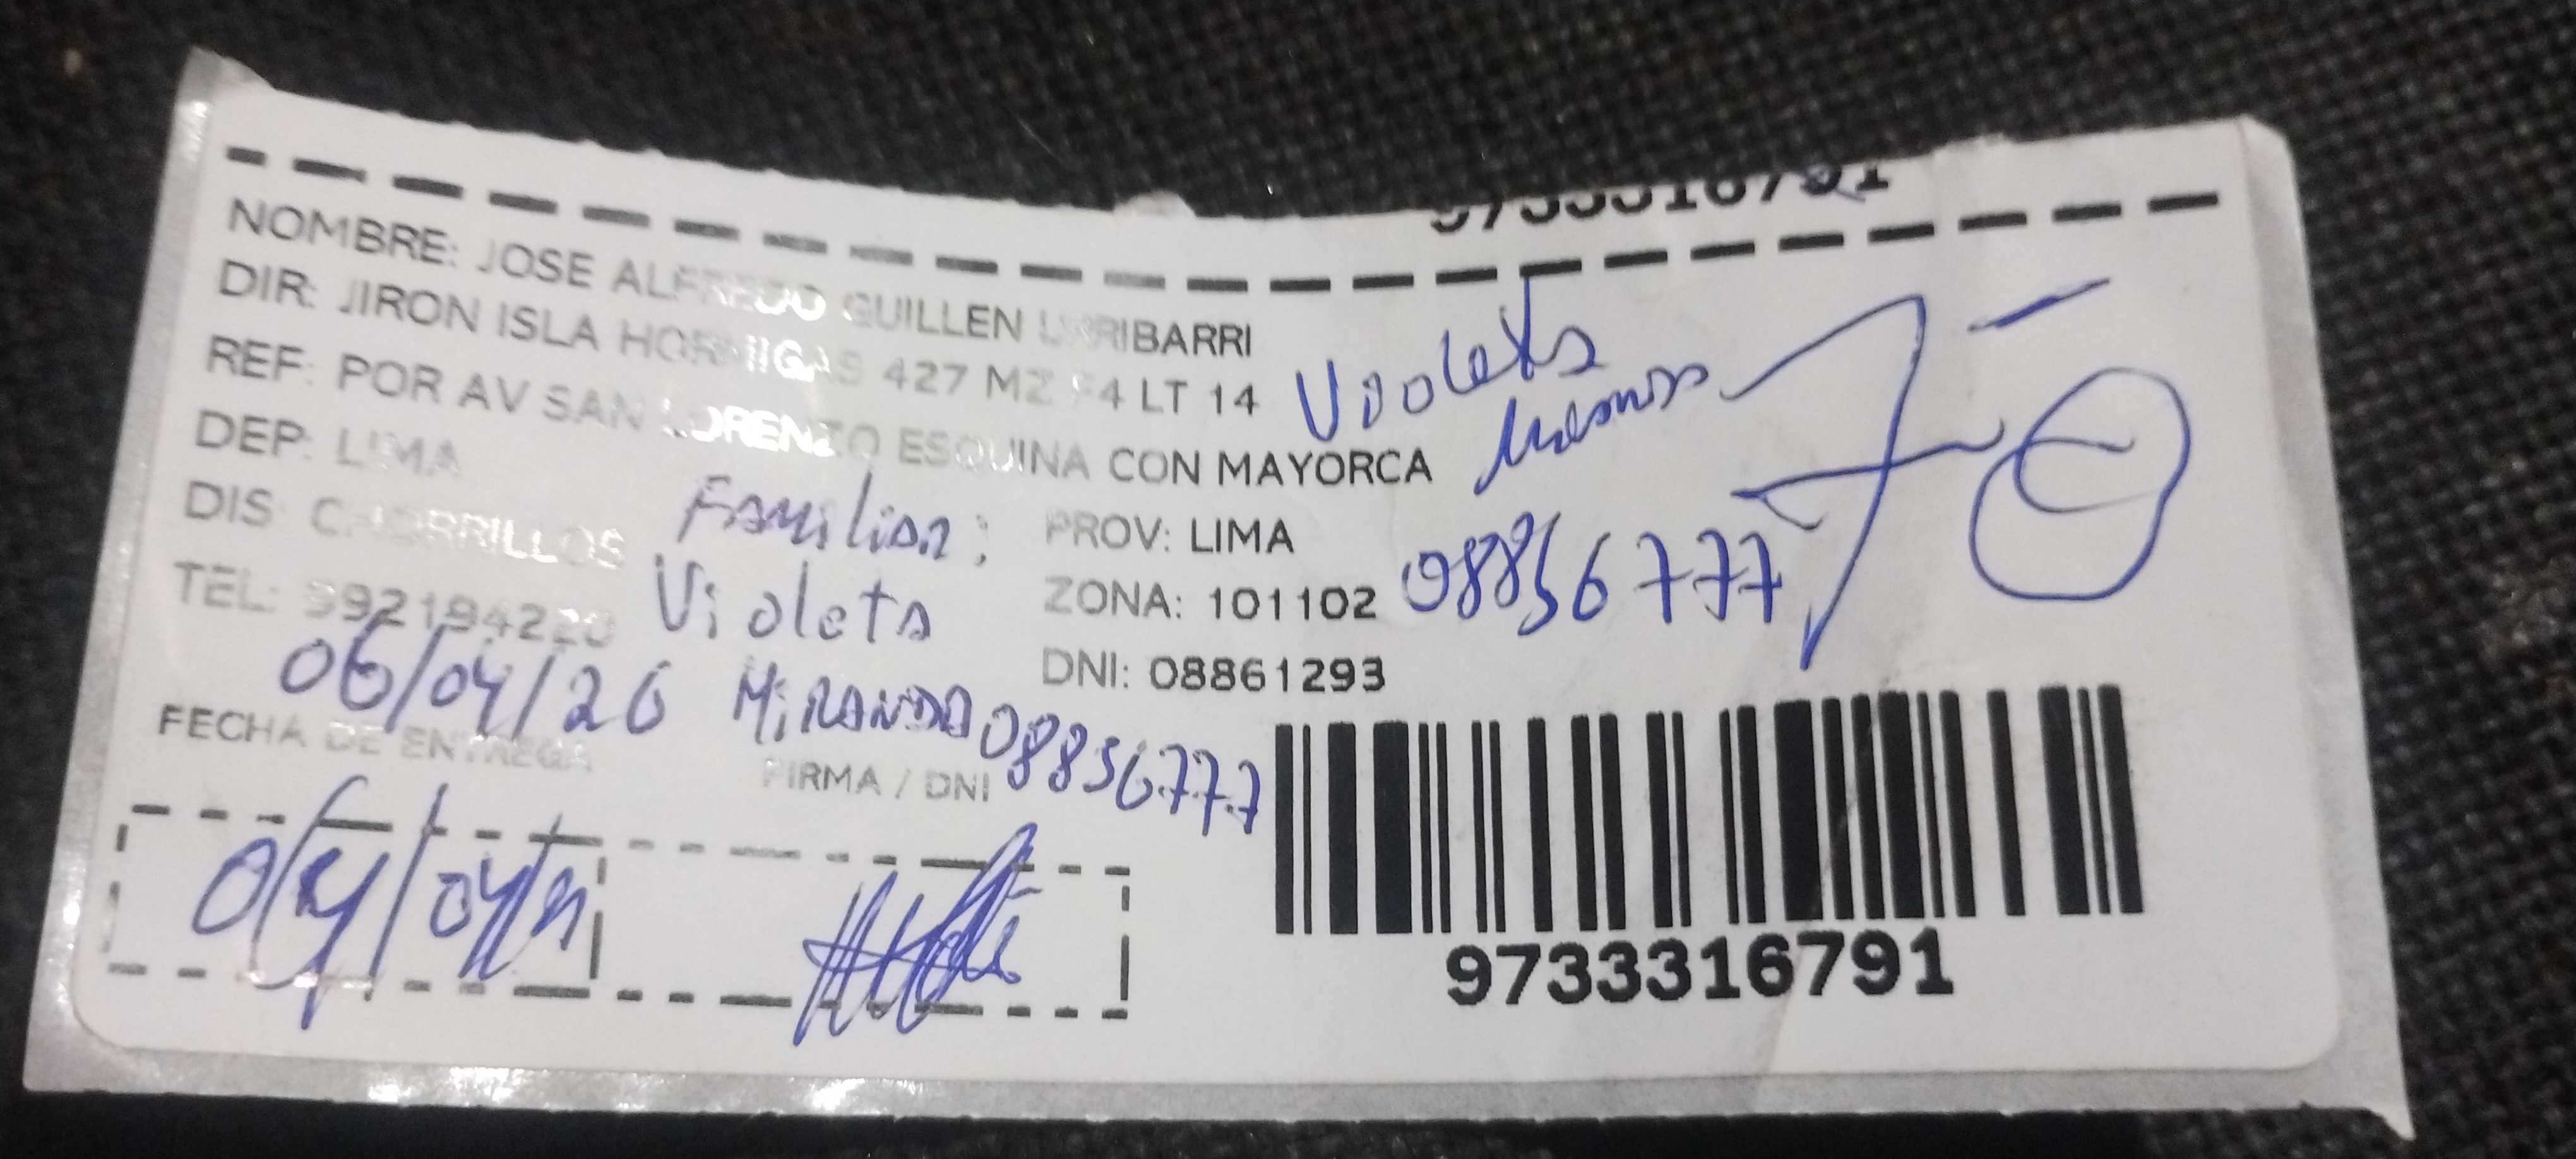 9733316791
NOMBRE: JOSE ALFREDO GUILLEN URRIBARRI
DIR: JIRON ISLA HORMIGAS 427 MZ F4 LT 14
REF: POR AV SAN LORENZO ESQUINA CON MAYORCA
DEP: LIMA
PROV: LIMA
DIS: CHORRILLOS
ZONA: 101102
TEL: 992194220
DNI: 08861293
Violeta
08856777
Familiar:
Violeta
MIRANDA 08856777
06/04/26
FECHA DE ENTREGA
FIRMA / DNI
9733316791